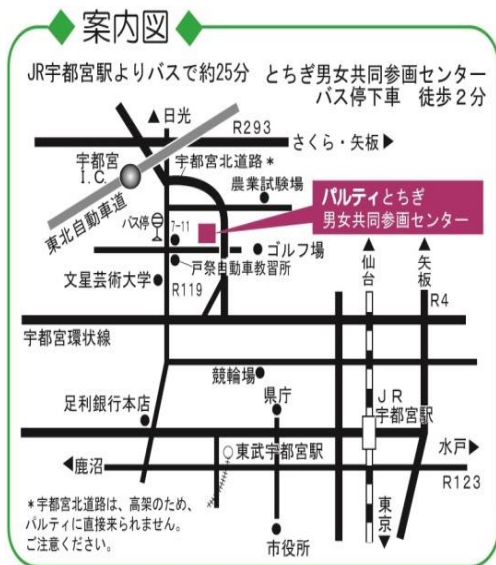 案内図
JR宇都宮駅よりバスで約25分 とちぎ男女共同参画センター
バス停下車 徒歩2分
▲日光
R293
さくら・矢板▶
宇都宮
I.C.
宇都宮北道路*
農業試験場
東北自動車道
パルティとちぎ
男女共同参画センター
バス停
7-11
ゴルフ場
戸祭自動車教習所
文星芸術大学
R119
▲仙台
▲矢板
R4
宇都宮環状線
競輪場
県庁
JR
宇都宮駅
足利銀行本店
東武宇都宮駅
水戸▶
◀鹿沼
R123
*宇都宮北道路は、高架のため、
パルティに直接来られません。
ご注意ください。
市役所
東京▼